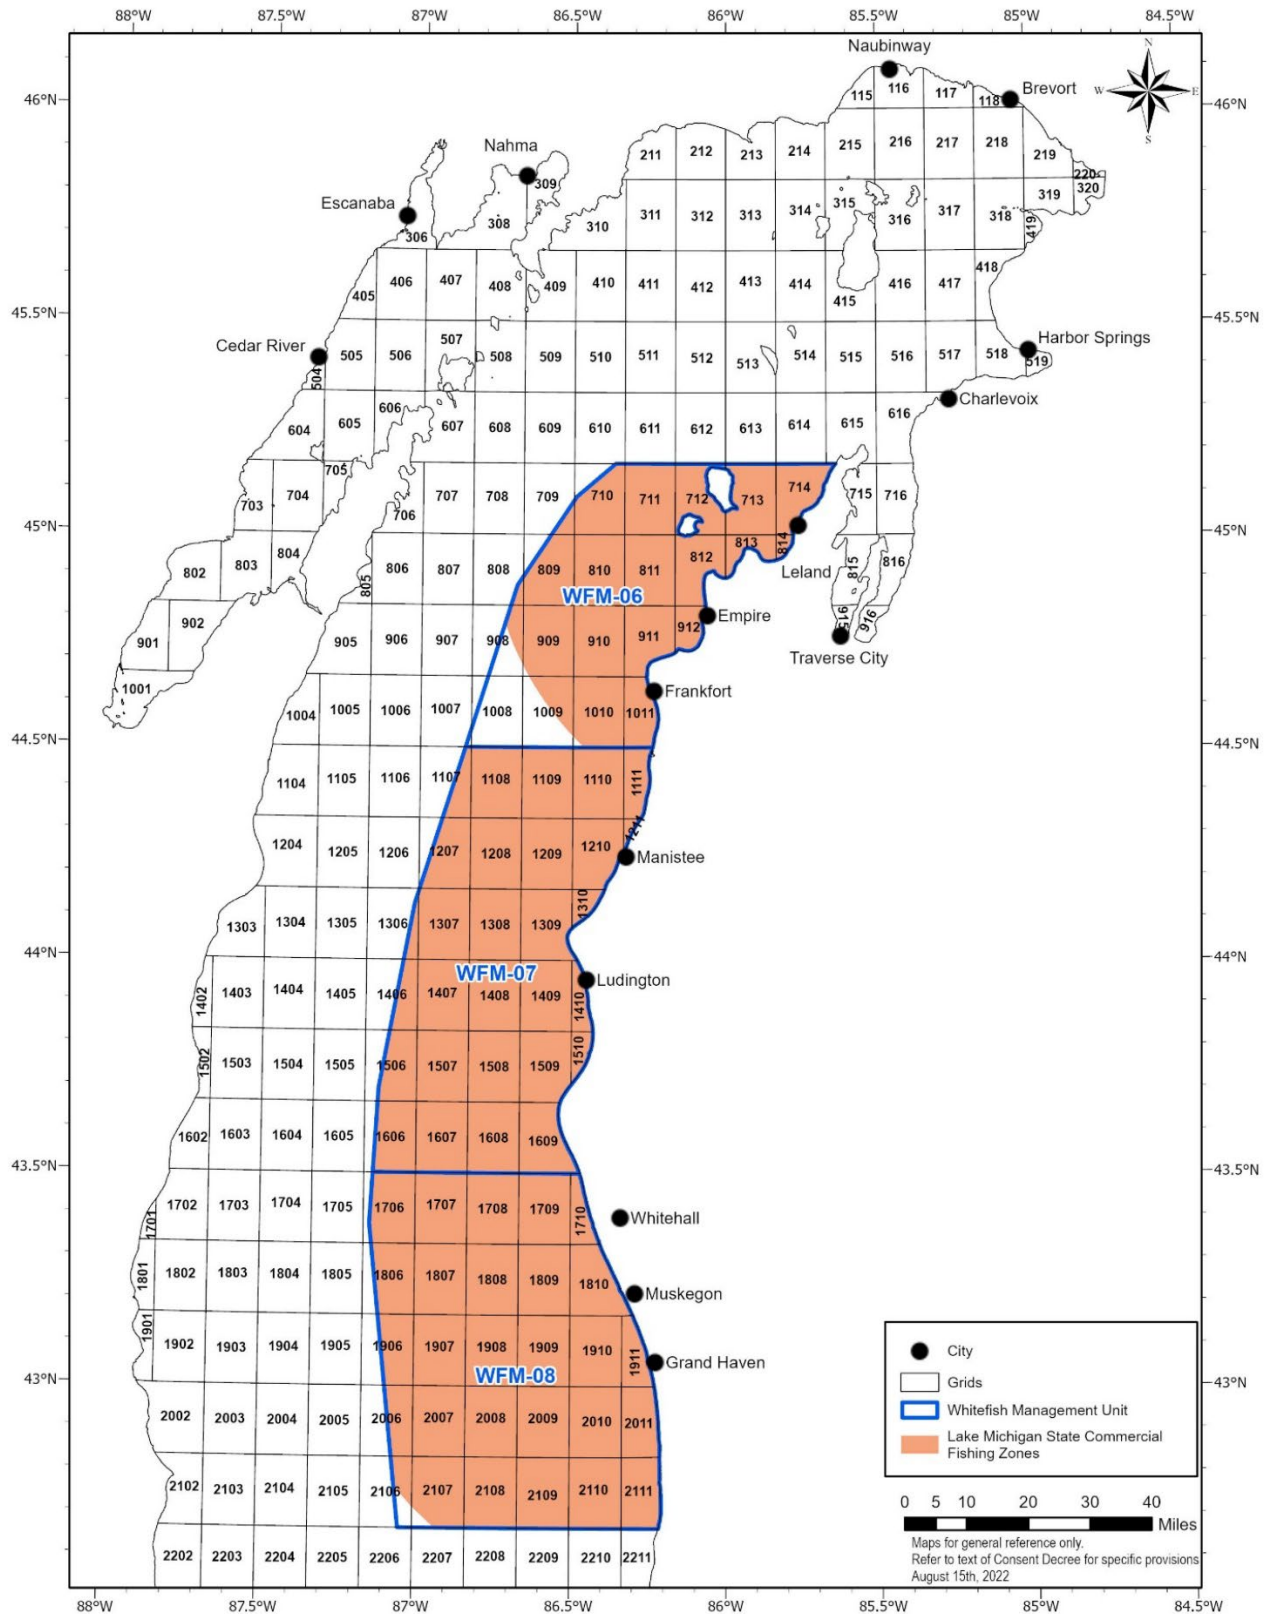 88°W 87.5°W 87°W 86.5°W 86°W 85.5°W 85°W 84.5°W
Naubinway
N
W E
S
46°N 115 116 117 118 Brevort 46°N
Nahma 211 212 213 214 215 216 217 218 219
309 220 320
Escanaba 306 308 310 311 312 313 314 315 316 317 318 319 419
405 406 407 408 409 410 411 412 413 414 415 416 417 418
45.5°N 45.5°N
Cedar River 504 505 506 507 508 509 510 511 512 513 514 515 516 517 518 519 Harbor Springs
Charlevoix
604 605 606 607 608 609 610 611 612 613 614 615 616
703 704 705 706 707 708 709 710 711 712 713 714 715 716
45°N 45°N
802 803 804 805 806 807 808 809 810 811 812 813 814 Leland 815 816
WFM-06
901 902 905 906 907 908 909 910 911 912 Empire 915 916
Traverse City
1001 1004 1005 1006 1007 1008 1009 1010 1011 Frankfort
44.5°N 44.5°N
1104 1105 1106 1107 1108 1109 1110 1111
1204 1205 1206 1207 1208 1209 1210 1211 Manistee
1303 1304 1305 1306 1307 1308 1309 1310
44°N 44°N
WFM-07 Ludington
1402 1403 1404 1405 1406 1407 1408 1409 1410
1502 1503 1504 1505 1506 1507 1508 1509 1510
1602 1603 1604 1605 1606 1607 1608 1609
43.5°N 43.5°N
1701 1702 1703 1704 1705 1706 1707 1708 1709 1710 Whitehall
1801 1802 1803 1804 1805 1806 1807 1808 1809 1810 Muskegon
1901 1902 1903 1904 1905 1906 1907 1908 1909 1910 1911 Grand Haven
WFM-08
43°N 43°N
2002 2003 2004 2005 2006 2007 2008 2009 2010 2011
2102 2103 2104 2105 2106 2107 2108 2109 2110 2111
2202 2203 2204 2205 2206 2207 2208 2209 2210 2211
City
Grids
Whitefish Management Unit
Lake Michigan State Commercial
Fishing Zones
0 5 10 20 30 40
Miles
Maps for general reference only.
Refer to text of Consent Decree for specific provisions
August 15th, 2022
88°W 87.5°W 87°W 86.5°W 86°W 85.5°W 85°W 84.5°W